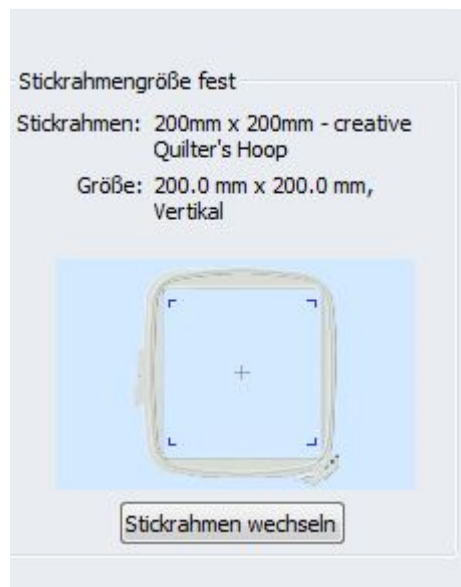 Stickrahmengröße fest
Stickrahmen: 200mm x 200mm - creative
Quilter's Hoop
Größe: 200.0 mm x 200.0 mm,
Vertikal
Stickrahmen wechseln